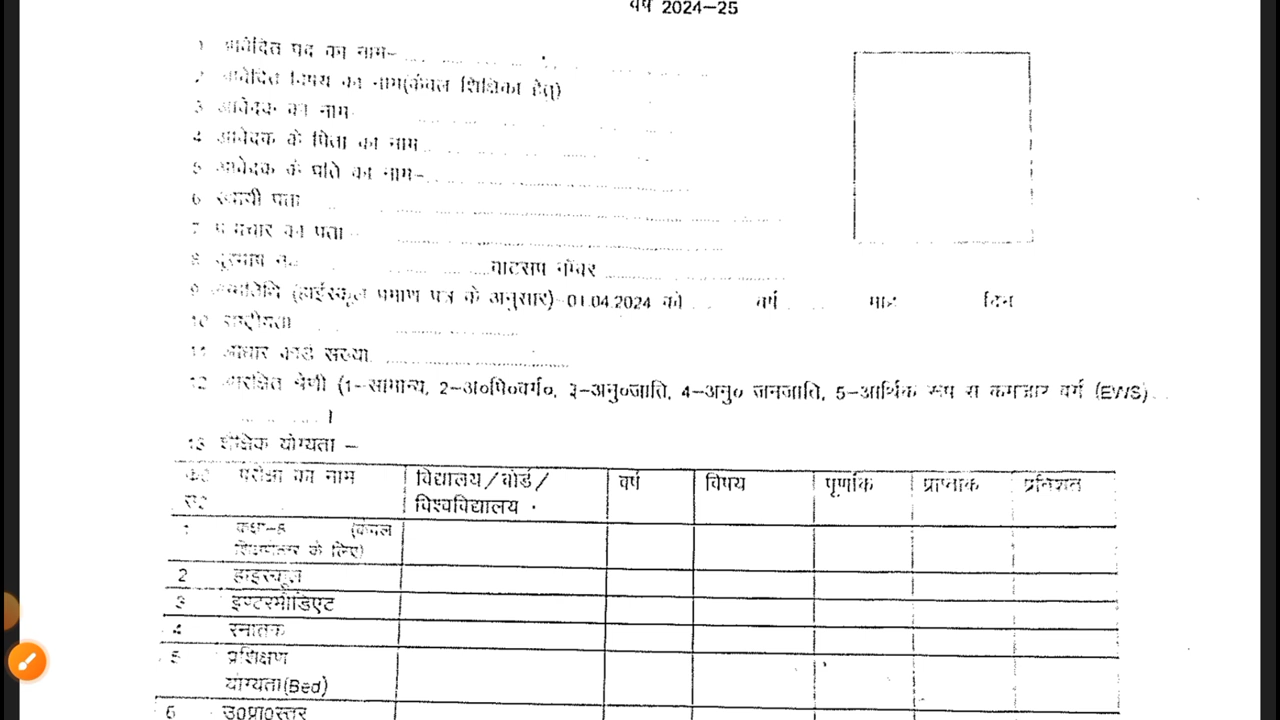 वर्ष 2024-25
1 आवेदित पद का नाम-
2 आवेदित विषय का नाम(केवल शिक्षिका हेतु)
3 आवेदक का नाम
4 आवेदक के पिता का नाम
5 आवेदक के पति का नाम-
6 स्थायी पता
7 पत्राचार का पता
8 दूरभाष नं० वाटसप नम्बर
9 जन्मतिथि (हाईस्कूल प्रमाण पत्र के अनुसार)-01.04.2024 को वर्ष माह दिन
10 राष्ट्रीयता
11 आधार कार्ड संख्या
12 आरक्षित श्रेणी (1-सामान्य, 2-अ०पि०वर्ग०, 3-अनु०जाति, 4-अनु० जनजाति, 5-आर्थिक रूप से कमजोर वर्ग (EWS)
।
13 शैक्षिक योग्यता -
क्र० परीक्षा का नाम विद्यालय/बोर्ड/ वर्ष विषय पूर्णांक प्राप्तांक प्रतिशत
सं० विश्वविद्यालय
1 कक्षा-8 (केवल
के लिए)
2 हाइस्कूल
3 इण्टरमीडिएट
4 स्नातक
5 प्रशिक्षण
योग्यता(Bed)
6 उ०प्रा०स्तर